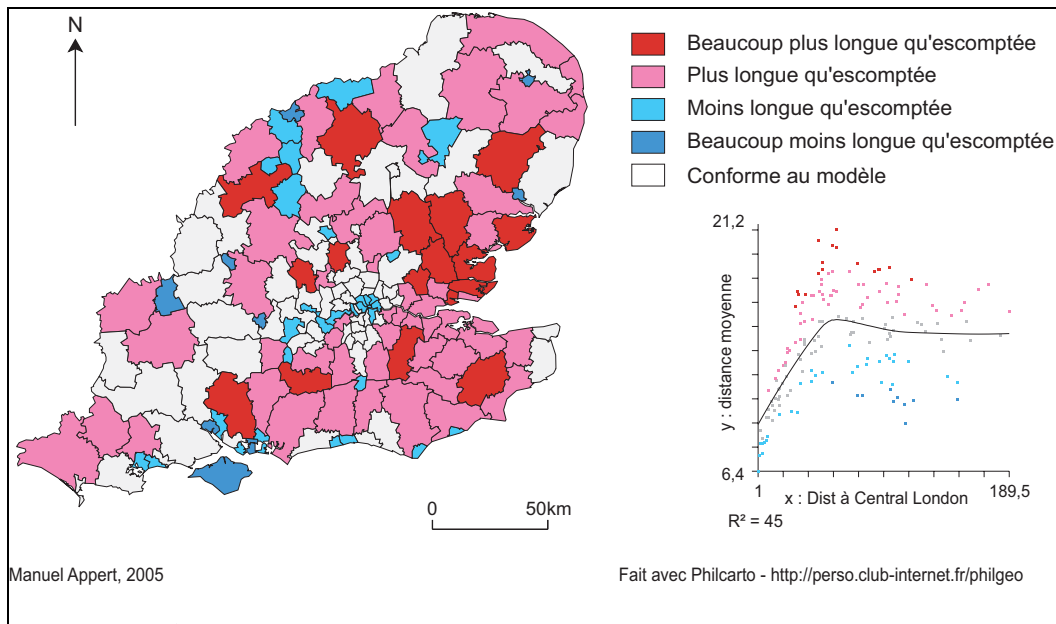 N
Beaucoup plus longue qu'escomptée
Plus longue qu'escomptée
Moins longue qu'escomptée
Beaucoup moins longue qu'escomptée
Conforme au modèle
21,2
y : distance moyenne
6,4
1
189,5
x : Dist à Central London
R² = 45
0
50km
Manuel Appert, 2005
Fait avec Philcarto - http://perso.club-internet.fr/philgeo